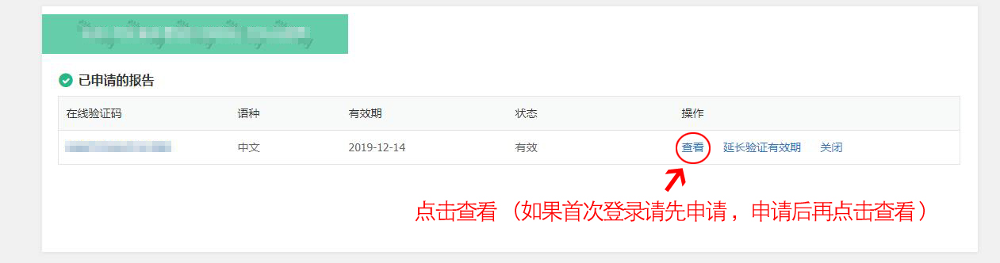 已申请的报告
在线验证码 语种 有效期 状态 操作
中文 2019-12-14 有效 查看 延长验证有效期 关闭
点击查看（如果首次登录请先申请，申请后再点击查看）